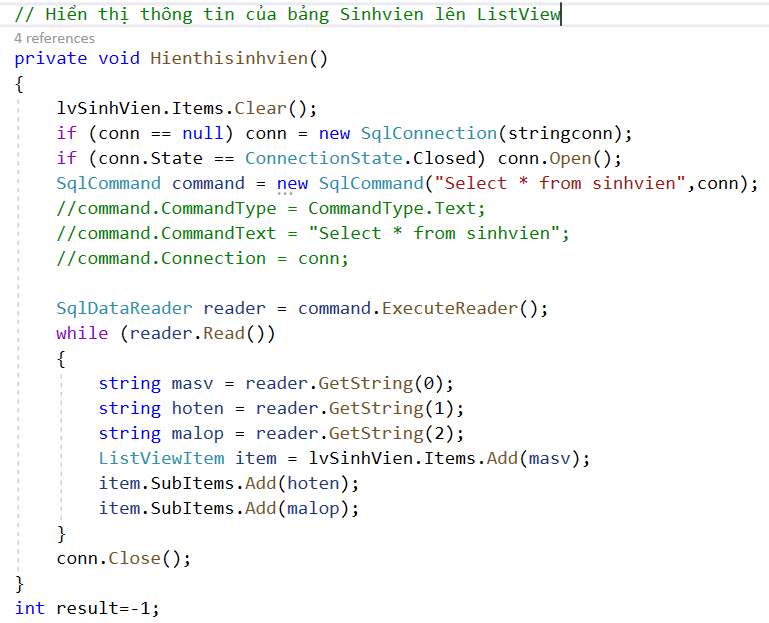 // Hiển thị thông tin của bảng Sinhvien lên ListView
4 references
private void Hienthisinhvien()
{
    lvSinhVien.Items.Clear();
    if (conn == null) conn = new SqlConnection(stringconn);
    if (conn.State == ConnectionState.Closed) conn.Open();
    SqlCommand command = new SqlCommand("Select * from sinhvien",conn);
    //command.CommandType = CommandType.Text;
    //command.CommandText = "Select * from sinhvien";
    //command.Connection = conn;

    SqlDataReader reader = command.ExecuteReader();
    while (reader.Read())
    {
        string masv = reader.GetString(0);
        string hoten = reader.GetString(1);
        string malop = reader.GetString(2);
        ListViewItem item = lvSinhVien.Items.Add(masv);
        item.SubItems.Add(hoten);
        item.SubItems.Add(malop);
    }
    conn.Close();
}
int result=-1;